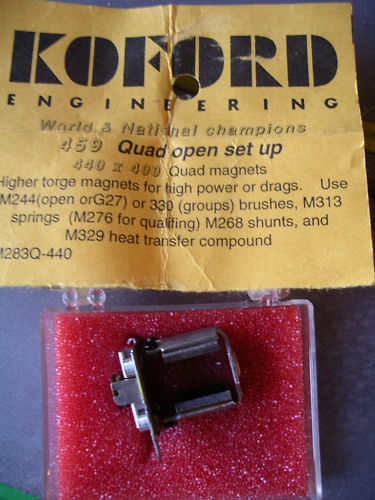 KOFORD
ENGINEERING
World & National champions
459 Quad open set up
440 x 400 Quad magnets
Higher torge magnets for high power or drags. Use
M244(open orG27) or 330 (groups) brushes, M313
springs (M276 for qualifing) M268 shunts, and
M329 heat transfer compound
M283Q-440